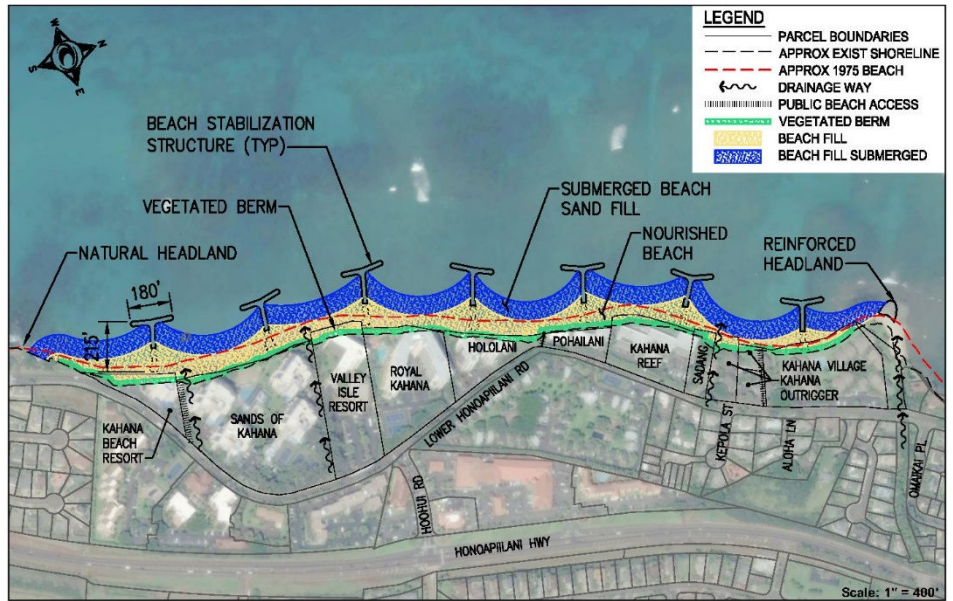 LEGEND
PARCEL BOUNDARIES
APPROX EXIST SHORELINE
APPROX 1975 BEACH
DRAINAGE WAY
PUBLIC BEACH ACCESS
VEGETATED BERM
BEACH FILL
BEACH FILL SUBMERGED
N
W
S
E
BEACH STABILIZATION
STRUCTURE (TYP)
VEGETATED BERM
NATURAL HEADLAND
SUBMERGED BEACH
SAND FILL
NOURISHED
BEACH
REINFORCED
HEADLAND
180'
215'
KAHANA
BEACH
RESORT
SANDS OF
KAHANA
VALLEY
ISLE
RESORT
ROYAL
KAHANA
HOLOLANI
POHAILANI
KAHANA
REEF
SADANG
KAHANA VILLAGE
KAHANA
OUTRIGGER
LOWER HONOAPIILANI RD
HOOHUI RD
KEPOLA ST
ALOHA LN
OMAIKAI PL
HONOAPIILANI HWY
Scale: 1" = 400'